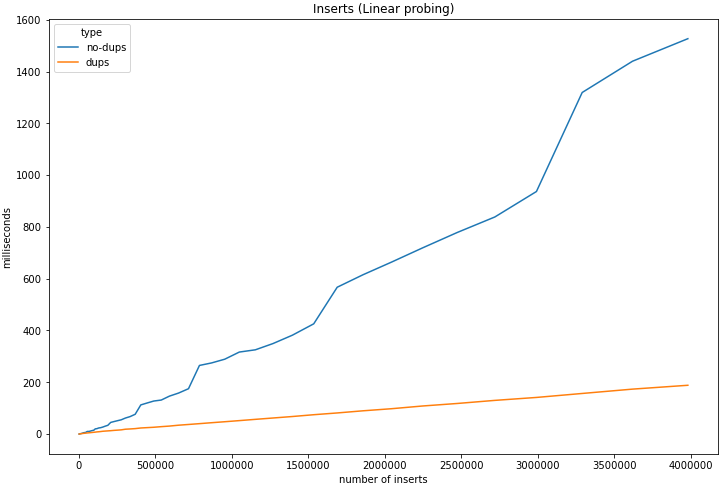 Inserts (Linear probing)
type
no-dups
dups
milliseconds
1600
1400
1200
1000
800
600
400
200
0
0 500000 1000000 1500000 2000000 2500000 3000000 3500000 4000000
number of inserts